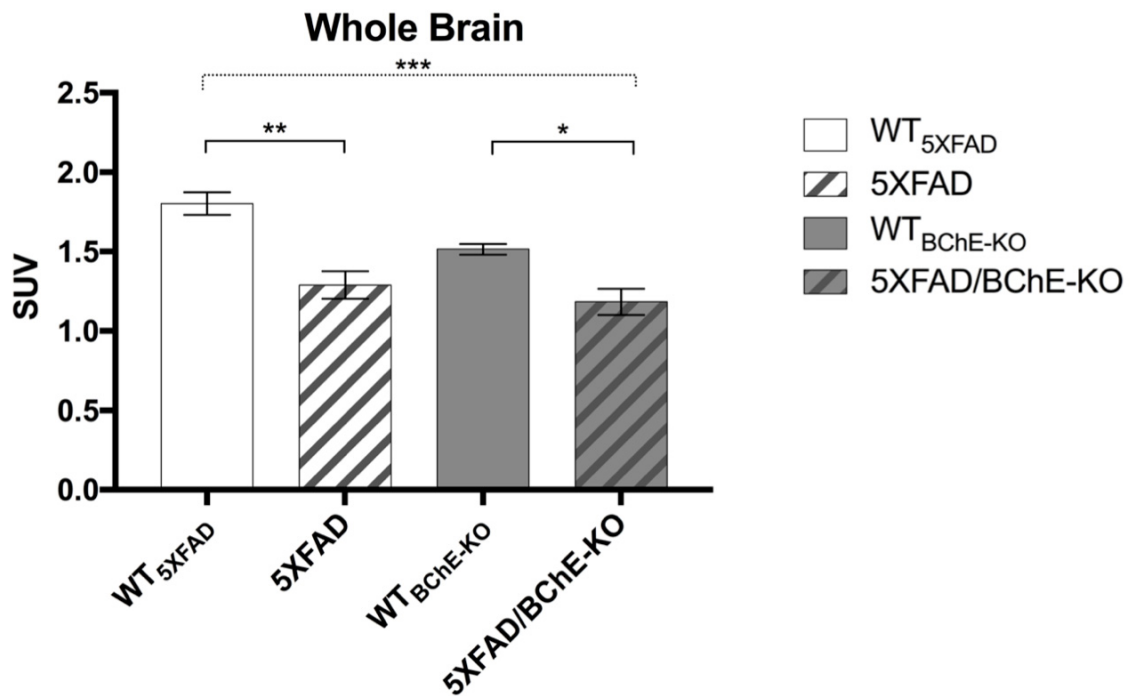 Whole Brain
***
** *
2.5
2.0
1.5
1.0
0.5
0.0
SUV
WT5XFAD
5XFAD
WTBChE-KO
5XFAD/BChE-KO
WT5XFAD
5XFAD
WTBChE-KO
5XFAD/BChE-KO